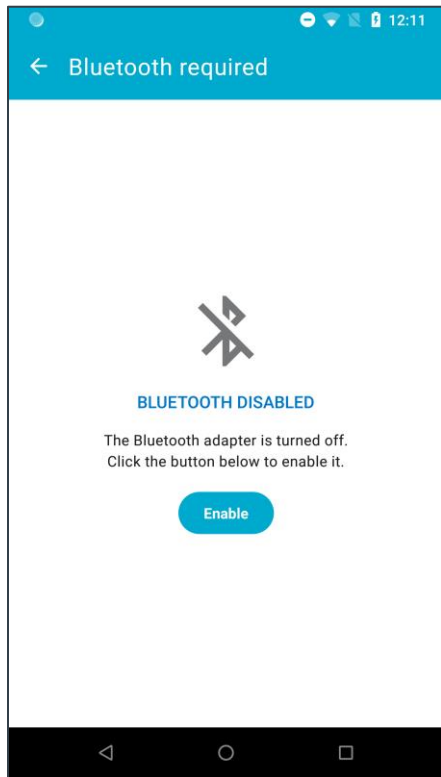 12:11
Bluetooth required
BLUETOOTH DISABLED
The Bluetooth adapter is turned off.
Click the button below to enable it.
Enable